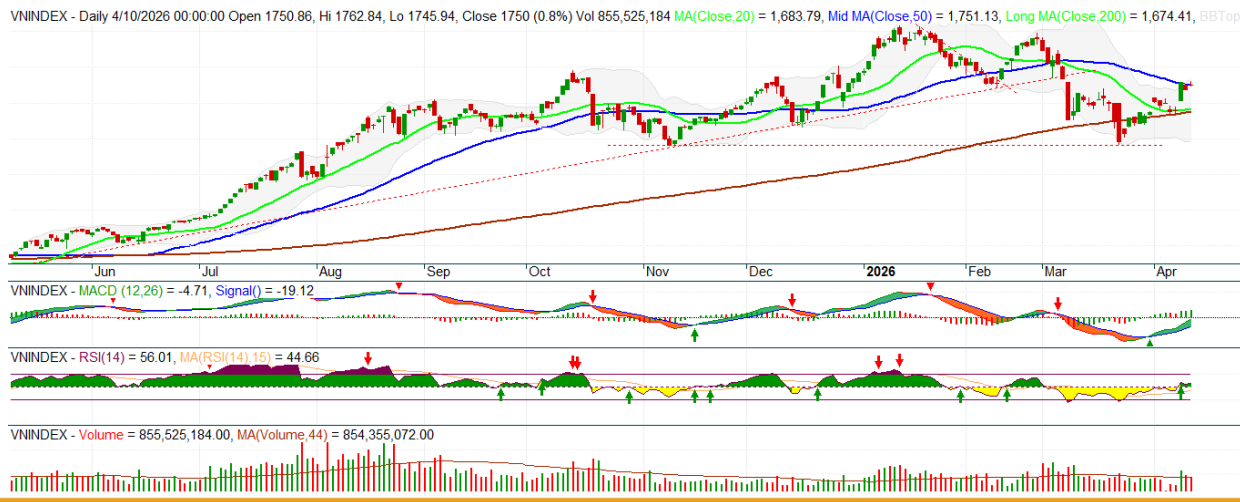 VNINDEX - Daily 4/10/2026 00:00:00 Open 1750.86, Hi 1762.84, Lo 1745.94, Close 1750 (0.8%) Vol 855,525,184 MA(Close,20) = 1,683.79, Mid MA(Close,50) = 1,751.13, Long MA(Close,200) = 1,674.41, BBTop
Jun Jul Aug Sep Oct Nov Dec 2026 Feb Mar Apr
VNINDEX - MACD (12,26) = -4.71, Signal() = -19.12
VNINDEX - RSI(14) = 56.01, MA(RSI(14),15) = 44.66
VNINDEX - Volume = 855,525,184.00, MA(Volume,44) = 854,355,072.00